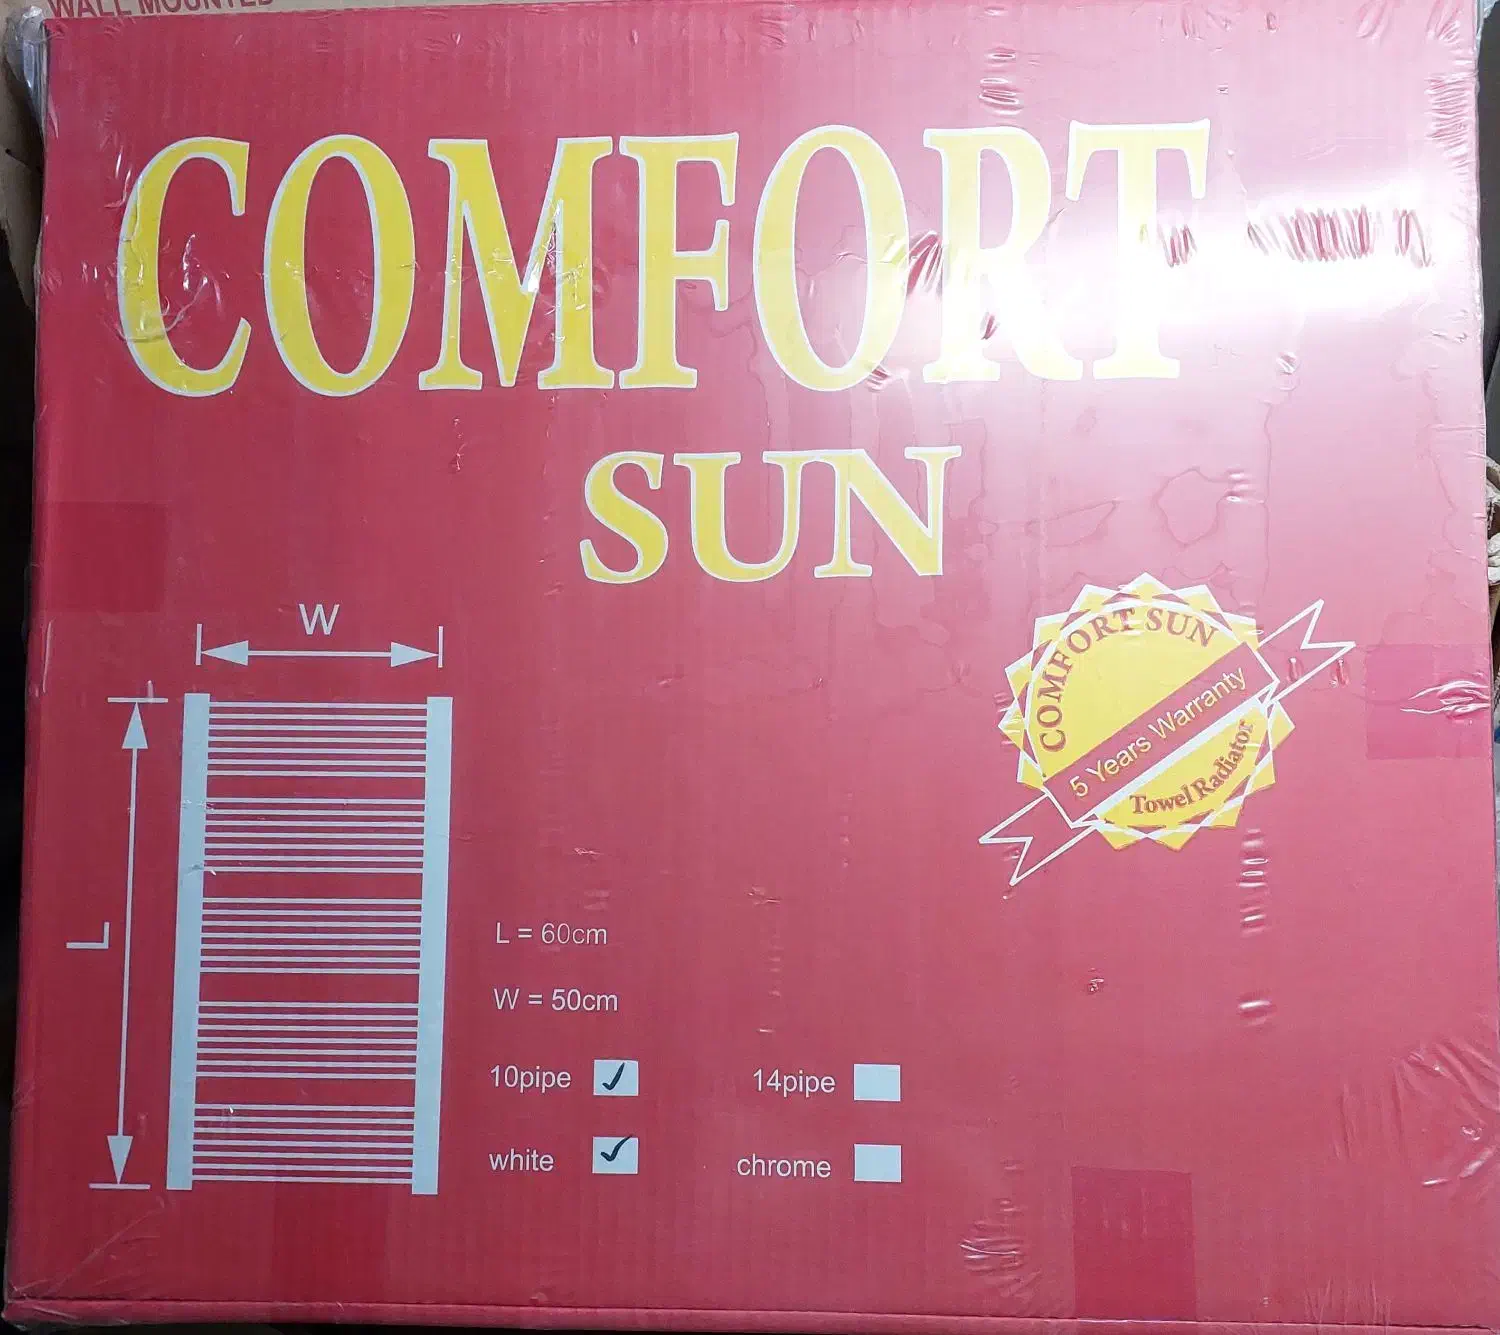 WALL MOUNTED
COMFORT
SUN
W
L
COMFORT SUN
5 Years Warranty
Towel Radiator
L = 60cm
W = 50cm
10pipe ✓ 14pipe
white ✓ chrome